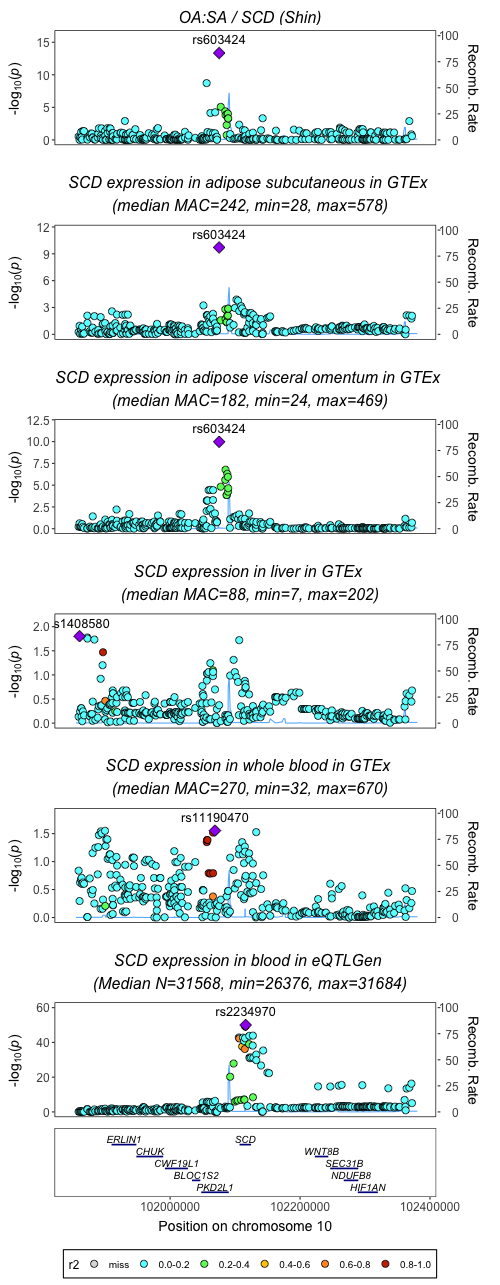 OA:SA / SCD (Shin)
rs603424
15
10
5
0
-log10(p)
100
75
50
25
0
Recomb. Rate
SCD expression in adipose subcutaneous in GTEx
(median MAC=242, min=28, max=578)
rs603424
12
9
6
3
0
-log10(p)
100
75
50
25
0
Recomb. Rate
SCD expression in adipose visceral omentum in GTEx
(median MAC=182, min=24, max=469)
rs603424
12.5
10.0
7.5
5.0
2.5
0.0
-log10(p)
100
75
50
25
0
Recomb. Rate
SCD expression in liver in GTEx
(median MAC=88, min=7, max=202)
s1408580
2.0
1.5
1.0
0.5
0.0
-log10(p)
100
75
50
25
0
Recomb. Rate
SCD expression in whole blood in GTEx
(median MAC=270, min=32, max=670)
rs11190470
1.5
1.0
0.5
0.0
-log10(p)
100
75
50
25
0
Recomb. Rate
SCD expression in blood in eQTLGen
(Median N=31568, min=26376, max=31684)
rs2234970
60
40
20
0
-log10(p)
100
75
50
25
0
Recomb. Rate
ERLIN1 SCD
CHUK WNT8B
CWF19L1 SEC31B
BLOC1S2 NDUFB8
PKD2L1 HIF1AN
102000000 102200000 102400000
Position on chromosome 10
r2 miss 0.0-0.2 0.2-0.4 0.4-0.6 0.6-0.8 0.8-1.0